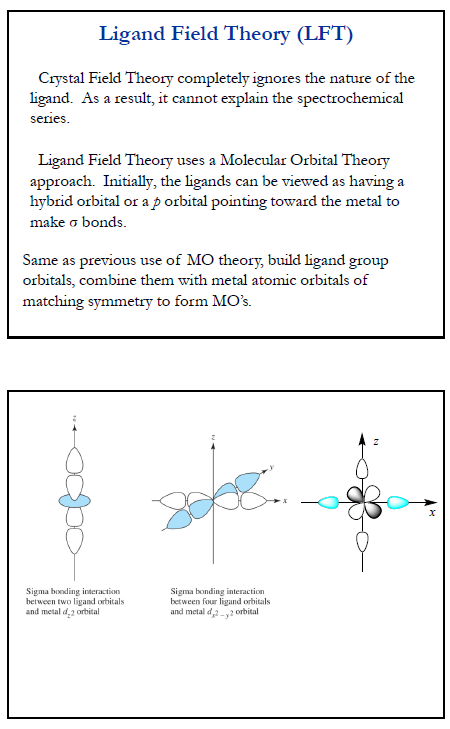 Ligand Field Theory (LFT)
Crystal Field Theory completely ignores the nature of the
ligand. As a result, it cannot explain the spectrochemical
series.
Ligand Field Theory uses a Molecular Orbital Theory
approach. Initially, the ligands can be viewed as having a
hybrid orbital or a p orbital pointing toward the metal to
make σ bonds.
Same as previous use of MO theory, build ligand group
orbitals, combine them with metal atomic orbitals of
matching symmetry to form MO's.
z
z
y
x
z
x
Sigma bonding interaction
between two ligand orbitals
and metal d_{z^2} orbital
Sigma bonding interaction
between four ligand orbitals
and metal d_{x^2 - y^2} orbital